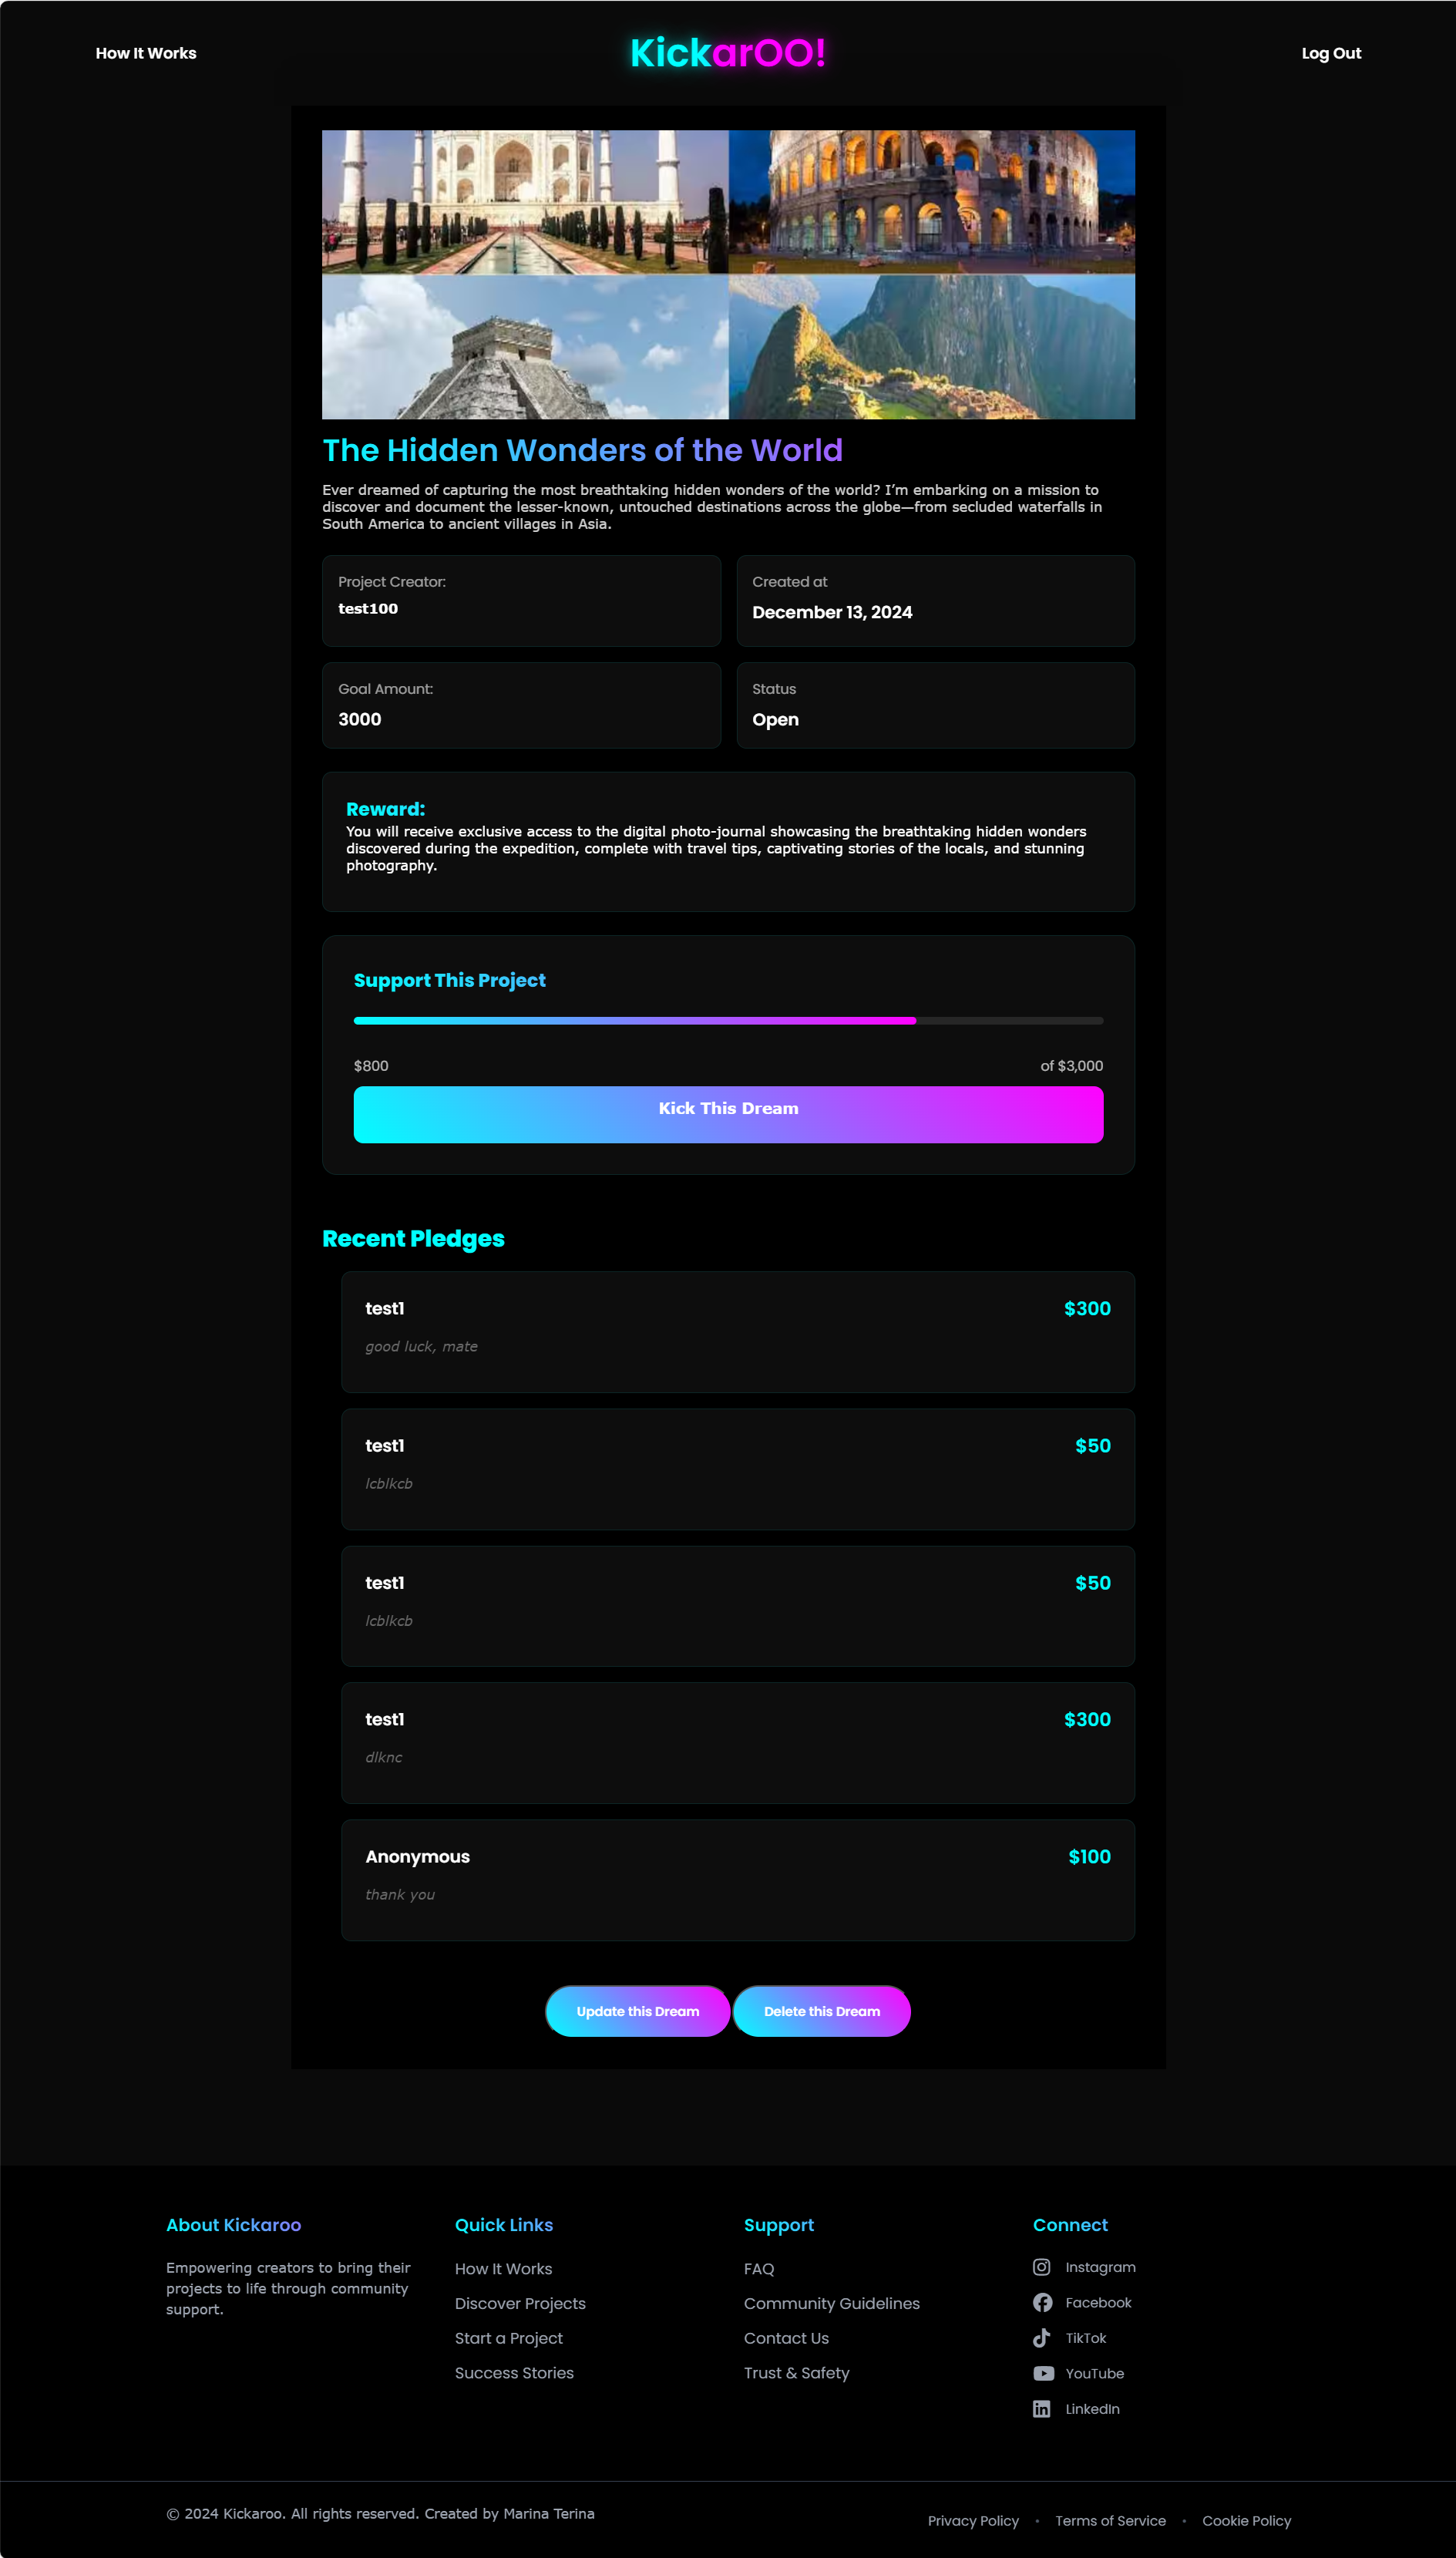 How It Works
KickarOO!
Log Out
The Hidden Wonders of the World
Ever dreamed of capturing the most breathtaking hidden wonders of the world? I’m embarking on a mission to
discover and document the lesser-known, untouched destinations across the globe—from secluded waterfalls in
South America to ancient villages in Asia.
Project Creator:
test100
Created at
December 13, 2024
Goal Amount:
3000
Status
Open
Reward:
You will receive exclusive access to the digital photo-journal showcasing the breathtaking hidden wonders
discovered during the expedition, complete with travel tips, captivating stories of the locals, and stunning
photography.
Support This Project
$800
of $3,000
Kick This Dream
Recent Pledges
test1
$300
good luck, mate
test1
$50
lcblkcb
test1
$50
lcblkcb
test1
$300
dlknc
Anonymous
$100
thank you
Update this Dream
Delete this Dream
About Kickaroo
Empowering creators to bring their
projects to life through community
support.
Quick Links
How It Works
Discover Projects
Start a Project
Success Stories
Support
FAQ
Community Guidelines
Contact Us
Trust & Safety
Connect
Instagram
Facebook
TikTok
YouTube
LinkedIn
© 2024 Kickaroo. All rights reserved. Created by Marina Terina
Privacy Policy • Terms of Service • Cookie Policy